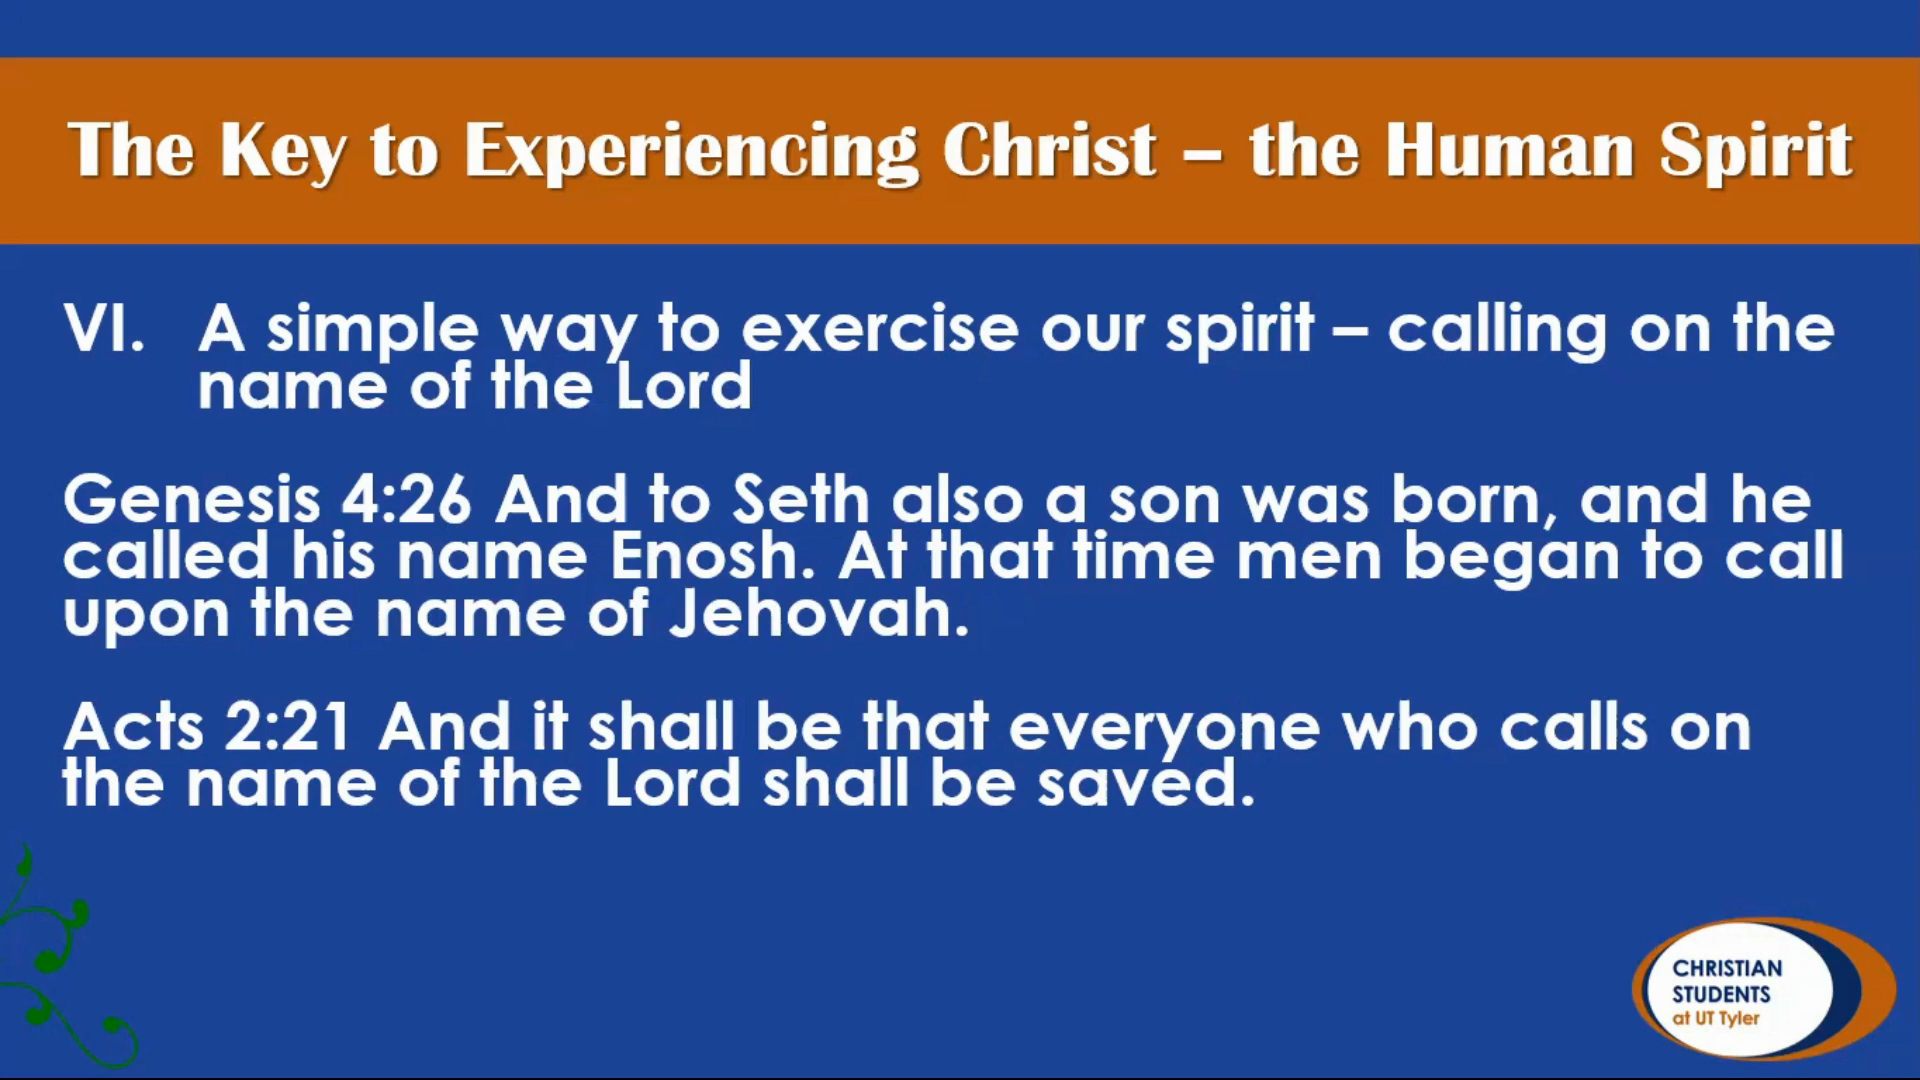 The Key to Experiencing Christ – the Human Spirit
VI. A simple way to exercise our spirit – calling on the
name of the Lord
Genesis 4:26 And to Seth also a son was born, and he
called his name Enosh. At that time men began to call
upon the name of Jehovah.
Acts 2:21 And it shall be that everyone who calls on
the name of the Lord shall be saved.
CHRISTIAN
STUDENTS
at UT Tyler